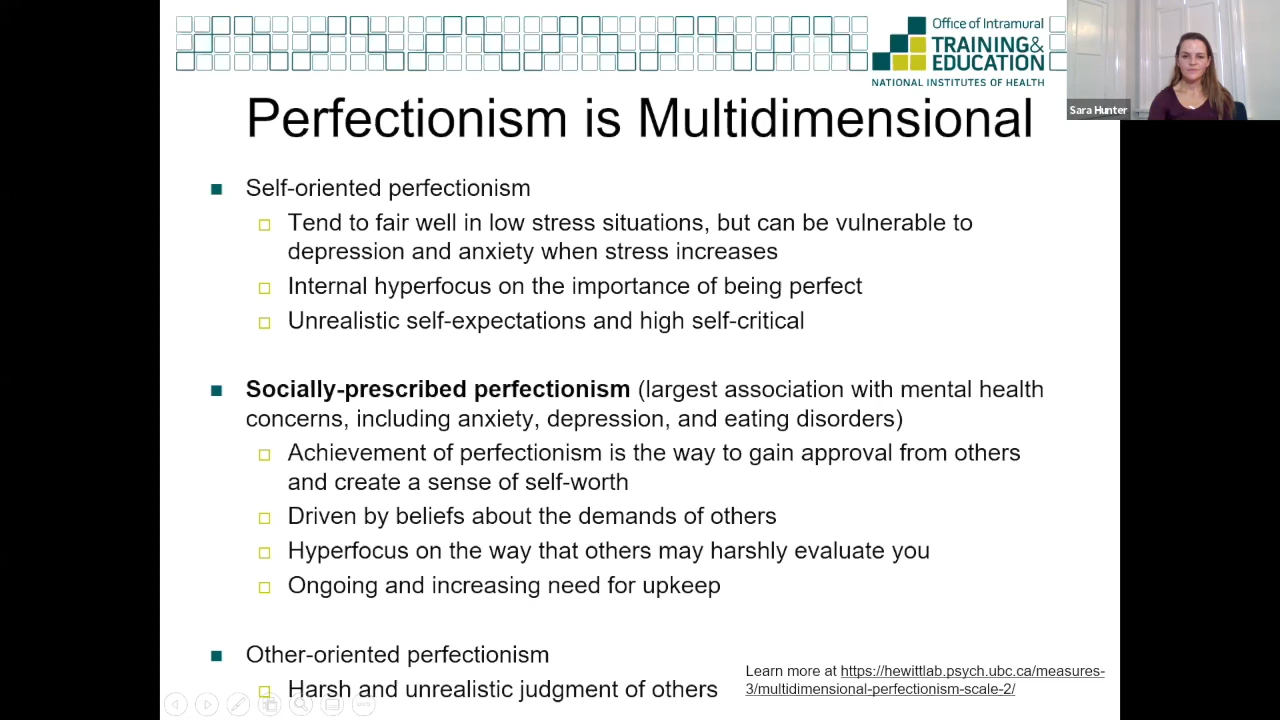 Office of Intramural
TRAINING&
EDUCATION
NATIONAL INSTITUTES OF HEALTH
Sara Hunter
Perfectionism is Multidimensional
Self-oriented perfectionism
Tend to fair well in low stress situations, but can be vulnerable to
depression and anxiety when stress increases
Internal hyperfocus on the importance of being perfect
Unrealistic self-expectations and high self-critical
Socially-prescribed perfectionism (largest association with mental health
concerns, including anxiety, depression, and eating disorders)
Achievement of perfectionism is the way to gain approval from others
and create a sense of self-worth
Driven by beliefs about the demands of others
Hyperfocus on the way that others may harshly evaluate you
Ongoing and increasing need for upkeep
Other-oriented perfectionism
Harsh and unrealistic judgment of others
Learn more at https://hewittlab.psych.ubc.ca/measures-
3/multidimensional-perfectionism-scale-2/